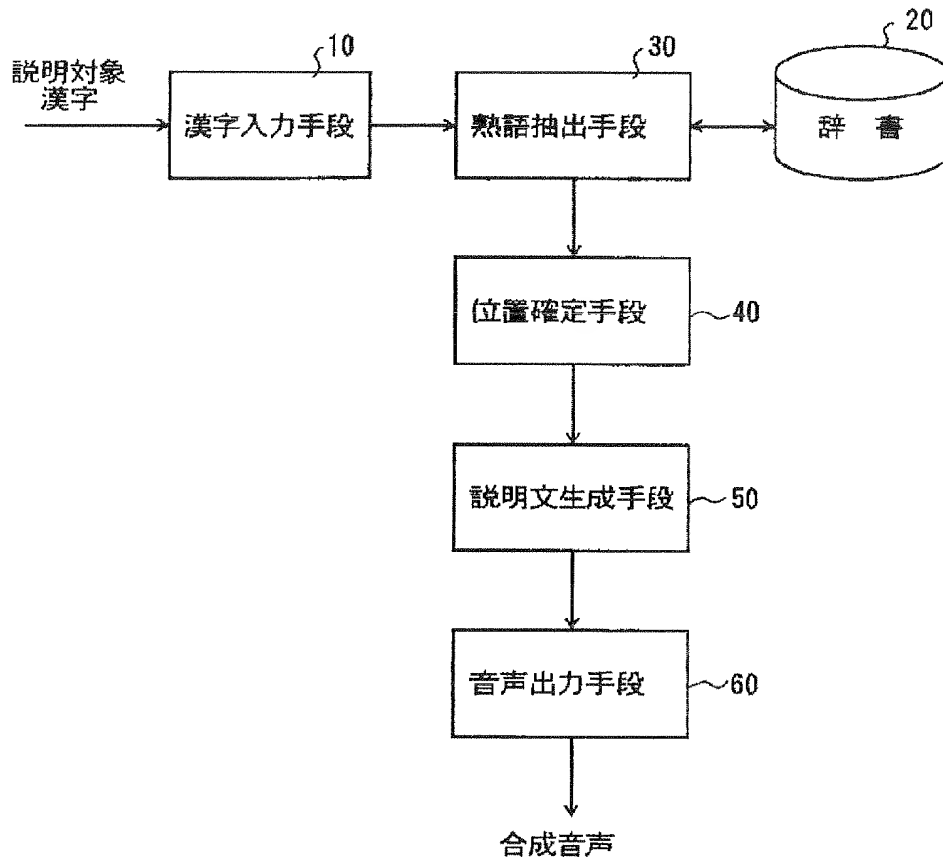 10
30
20
説明対象
漢字
漢字入力手段
熟語抽出手段
辞 書
位置確定手段
40
説明文生成手段
50
音声出力手段
60
合成音声